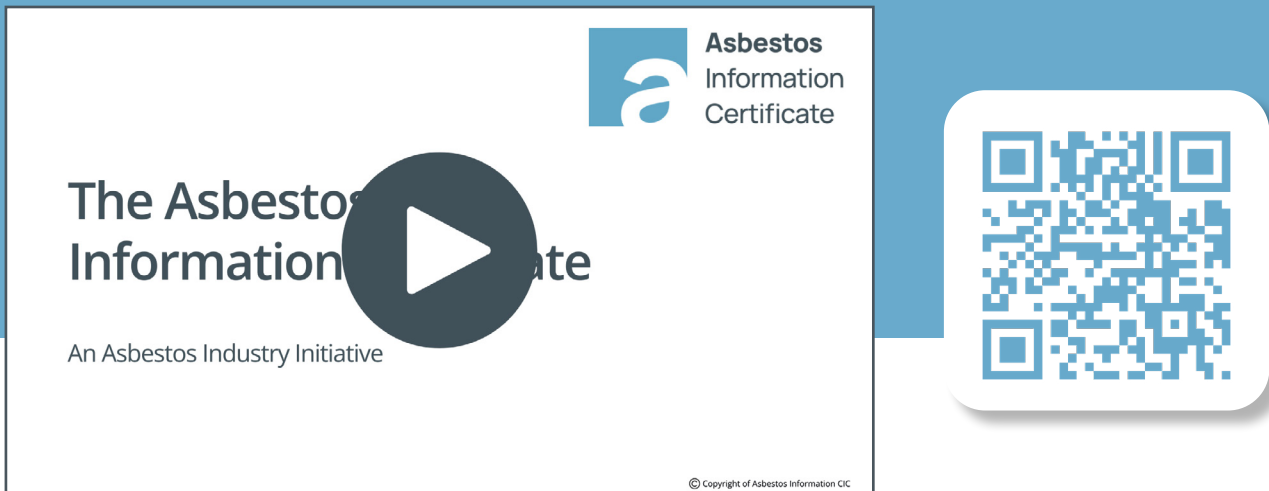 Asbestos
Information
Certificate
The Asbestos
Information
An Asbestos Industry Initiative
© Copyright of Asbestos Information CIC